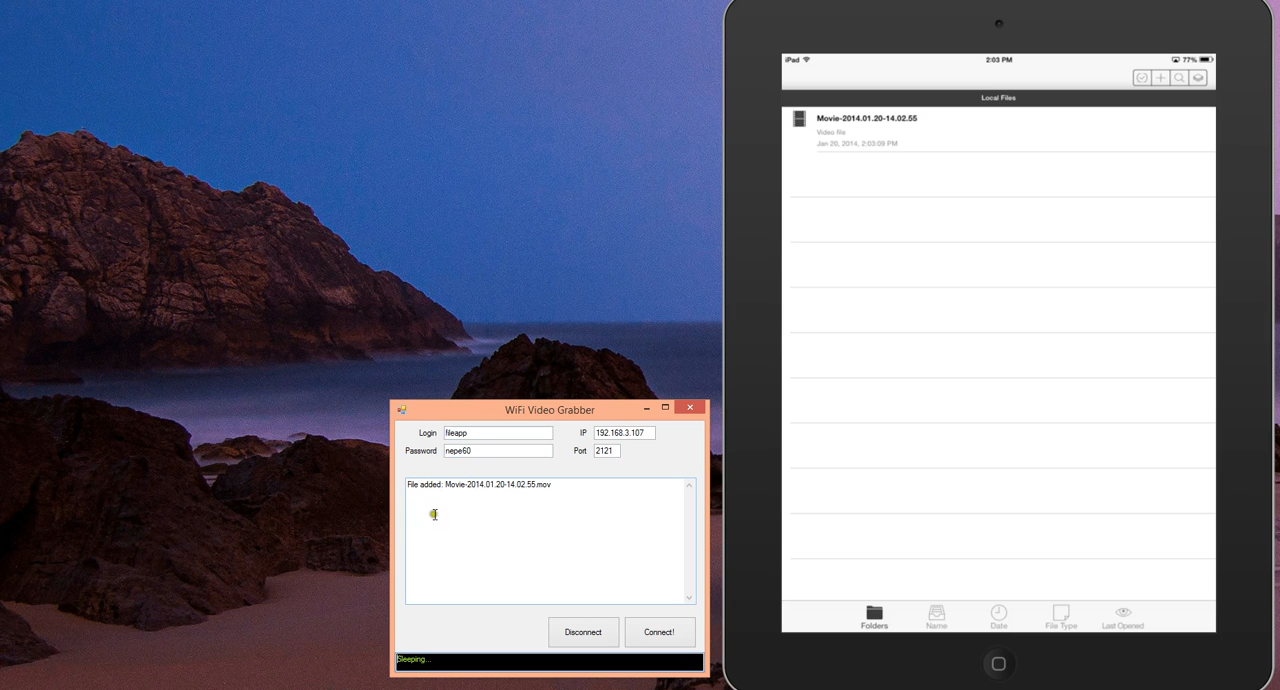 WiFi Video Grabber
Login fileapp IP 192.168.3.107
Password nepe60 Port 2121
File added: Movie-2014.01.20-14.02.55.mov
Disconnect Connect!
Sleeping...
iPad 2:03 PM 77%
Local Files
Movie-2014.01.20-14.02.55
Video file
Jan 20, 2014, 2:03:09 PM
Folders Name Date File Type Last Opened